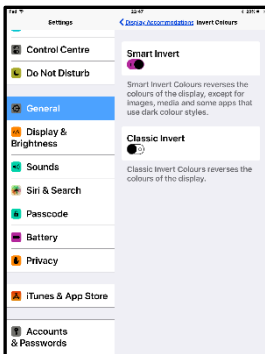 iPad
22:47
23%
Settings
Display Accommodations
Invert Colours
Control Centre
Do Not Disturb
General
Display &
Brightness
Sounds
Siri & Search
Passcode
Battery
Privacy
iTunes & App Store
Accounts
& Passwords
Smart Invert
Smart Invert Colours reverses the
colours of the display, except for
images, media and some apps that
use dark colour styles.
Classic Invert
Classic Invert Colours reverses the
colours of the display.